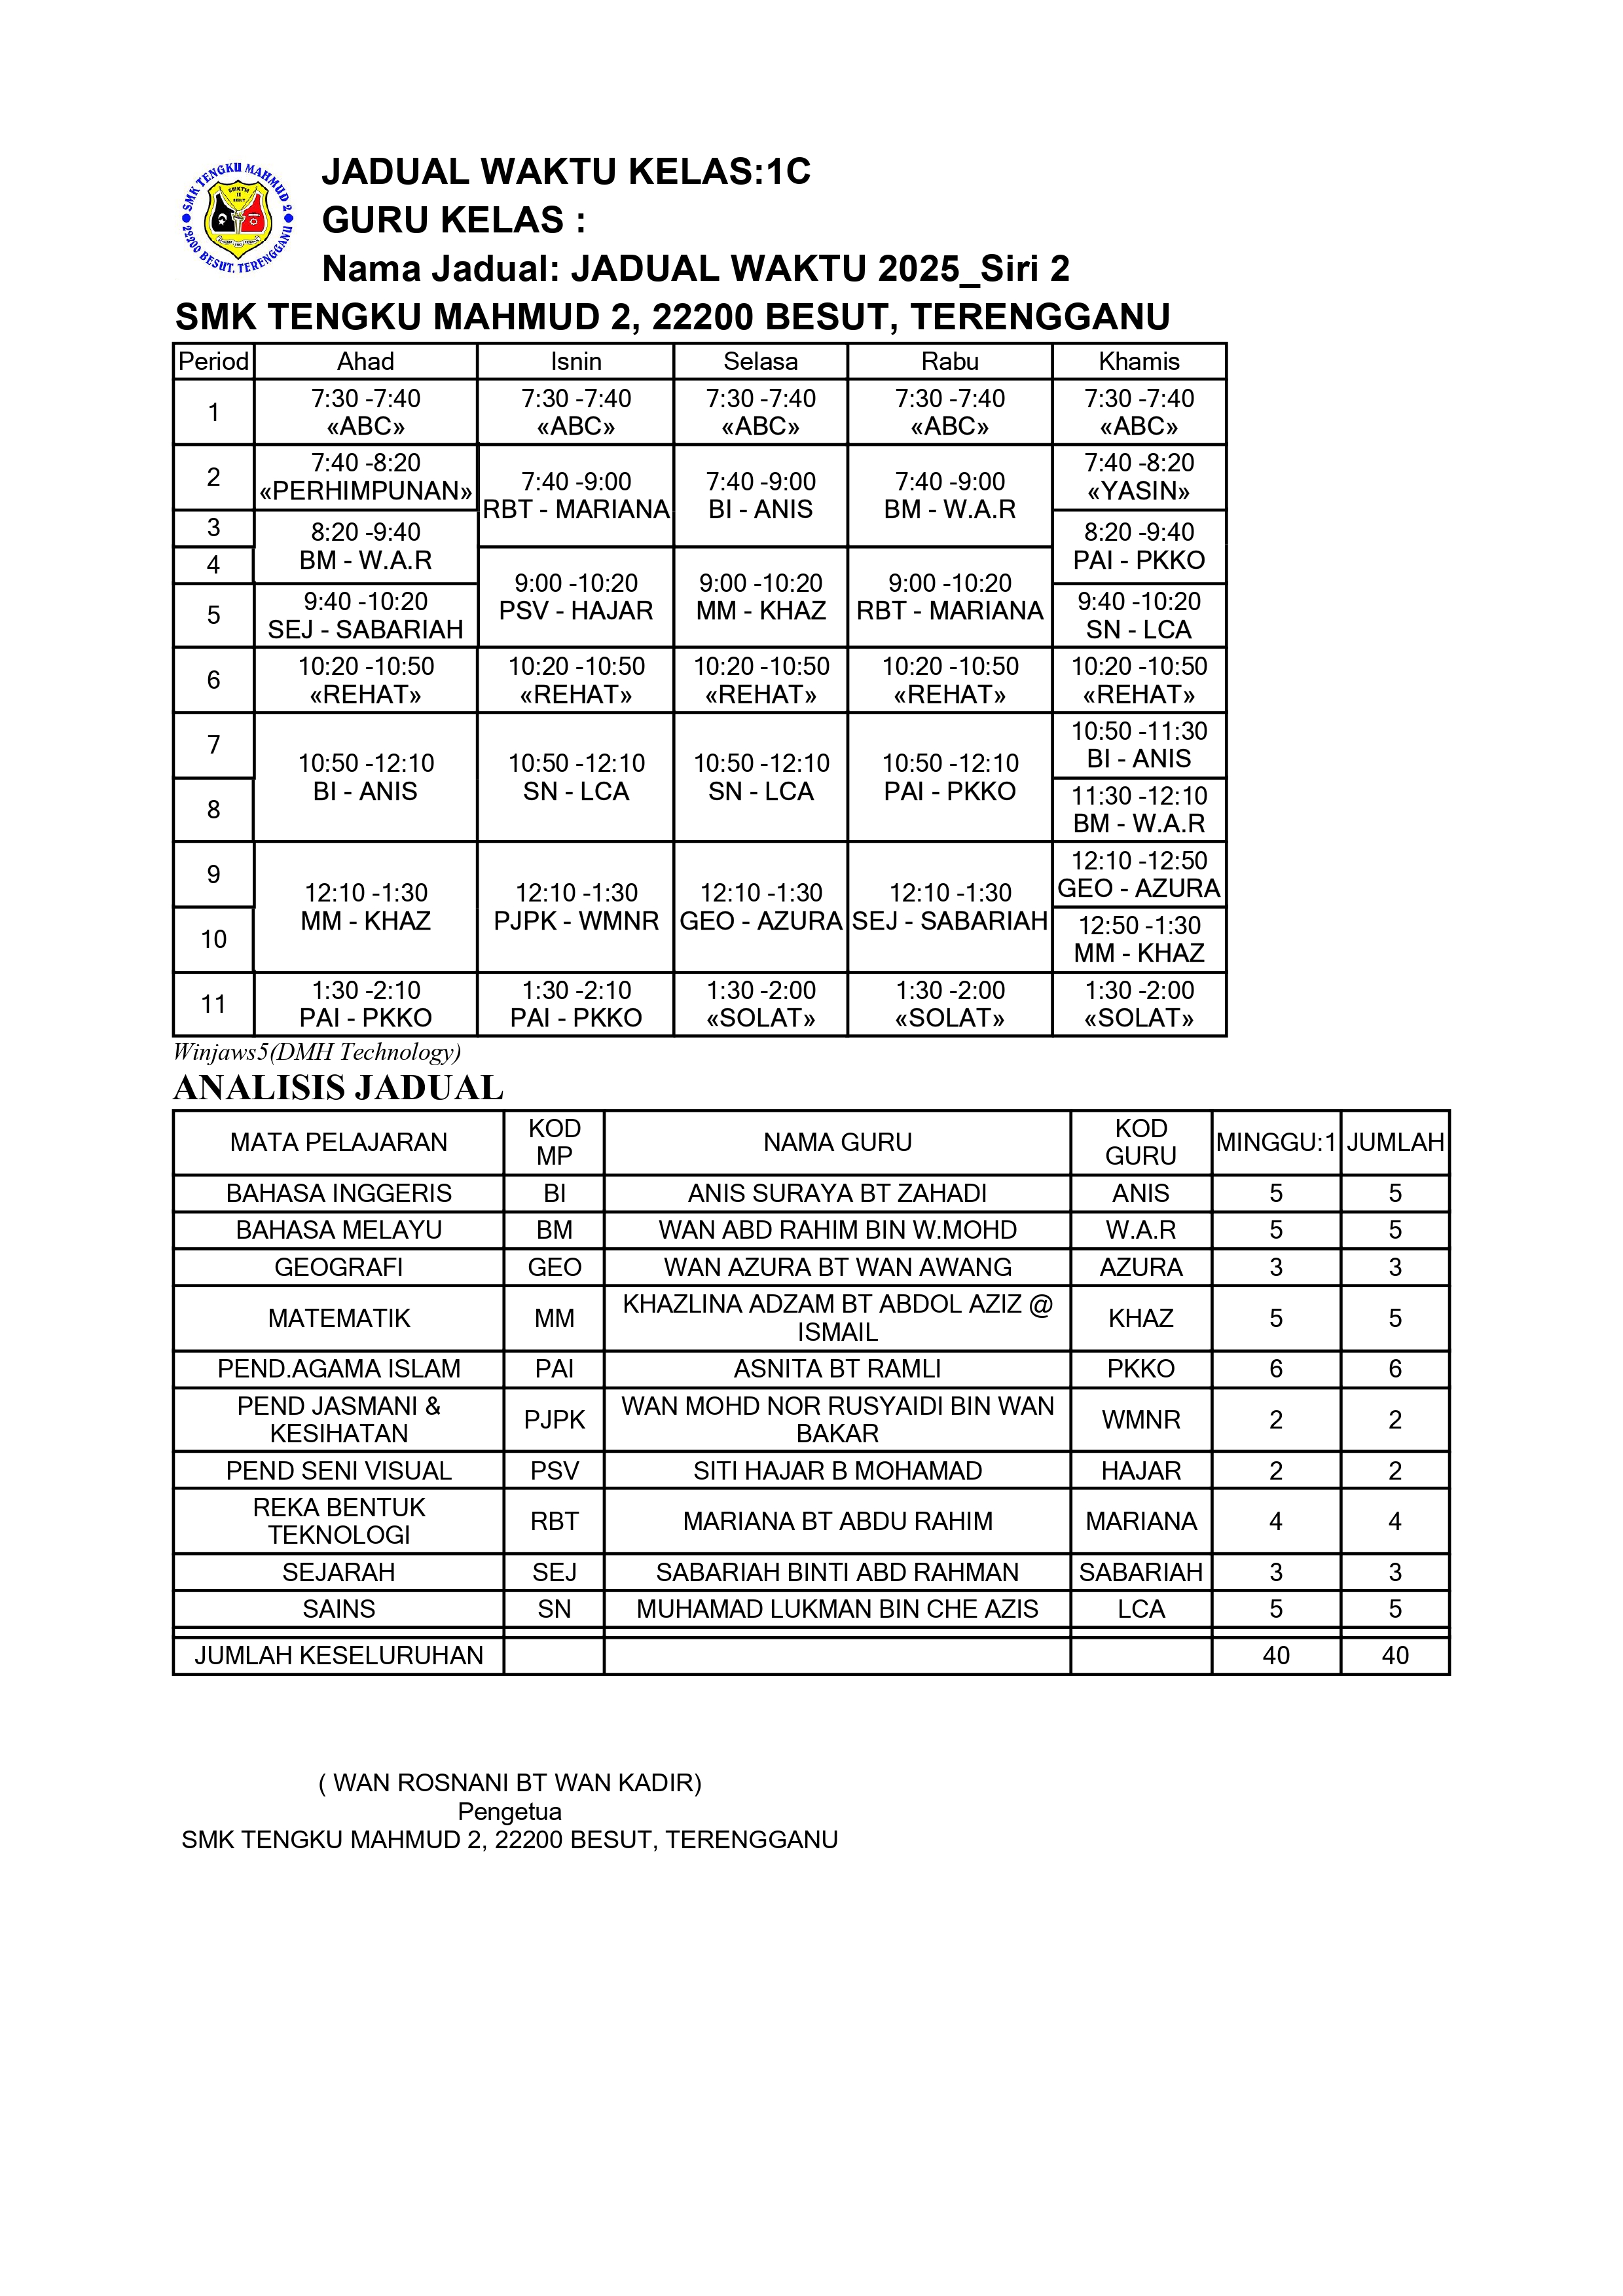 SMK TENGKU MAHMUD 2
22200 BESUT, TERENGGANU
JADUAL WAKTU KELAS:1C
GURU KELAS :
Nama Jadual: JADUAL WAKTU 2025_Siri 2
SMK TENGKU MAHMUD 2, 22200 BESUT, TERENGGANU
Period Ahad Isnin Selasa Rabu Khamis
1
7:30 -7:40 7:30 -7:40 7:30 -7:40 7:30 -7:40 7:30 -7:40
«ABC» «ABC» «ABC» «ABC» «ABC»
2
7:40 -8:20 7:40 -9:00 7:40 -9:00 7:40 -9:00 7:40 -8:20
«PERHIMPUNAN» RBT - MARIANA BI - ANIS BM - W.A.R «YASIN»
3
8:20 -9:40 8:20 -9:40
BM - W.A.R PAI - PKKO
4
9:00 -10:20 9:00 -10:20 9:00 -10:20
PSV - HAJAR MM - KHAZ RBT - MARIANA
5
9:40 -10:20 9:40 -10:20
SEJ - SABARIAH SN - LCA
6
10:20 -10:50 10:20 -10:50 10:20 -10:50 10:20 -10:50 10:20 -10:50
«REHAT» «REHAT» «REHAT» «REHAT» «REHAT»
7
10:50 -12:10 10:50 -12:10 10:50 -12:10 10:50 -12:10 10:50 -11:30
BI - ANIS SN - LCA SN - LCA PAI - PKKO BI - ANIS
8
11:30 -12:10
BM - W.A.R
9
12:10 -1:30 12:10 -1:30 12:10 -1:30 12:10 -1:30 12:10 -12:50
MM - KHAZ PJPK - WMNR GEO - AZURA SEJ - SABARIAH GEO - AZURA
10
12:50 -1:30
MM - KHAZ
11
1:30 -2:10 1:30 -2:10 1:30 -2:00 1:30 -2:00 1:30 -2:00
PAI - PKKO PAI - PKKO «SOLAT» «SOLAT» «SOLAT»
Winjaws5(DMH Technology)
ANALISIS JADUAL
MATA PELAJARAN KOD MP NAMA GURU KOD GURU MINGGU:1 JUMLAH
BAHASA INGGERIS BI ANIS SURAYA BT ZAHADI ANIS 5 5
BAHASA MELAYU BM WAN ABD RAHIM BIN W.MOHD W.A.R 5 5
GEOGRAFI GEO WAN AZURA BT WAN AWANG AZURA 3 3
MATEMATIK MM KHAZLINA ADZAM BT ABDOL AZIZ @ ISMAIL KHAZ 5 5
PEND.AGAMA ISLAM PAI ASNITA BT RAMLI PKKO 6 6
PEND JASMANI & KESIHATAN PJPK WAN MOHD NOR RUSYAIDI BIN WAN BAKAR WMNR 2 2
PEND SENI VISUAL PSV SITI HAJAR B MOHAMAD HAJAR 2 2
REKA BENTUK TEKNOLOGI RBT MARIANA BT ABDU RAHIM MARIANA 4 4
SEJARAH SEJ SABARIAH BINTI ABD RAHMAN SABARIAH 3 3
SAINS SN MUHAMAD LUKMAN BIN CHE AZIS LCA 5 5
JUMLAH KESELURUHAN 40 40
( WAN ROSNANI BT WAN KADIR)
Pengetua
SMK TENGKU MAHMUD 2, 22200 BESUT, TERENGGANU